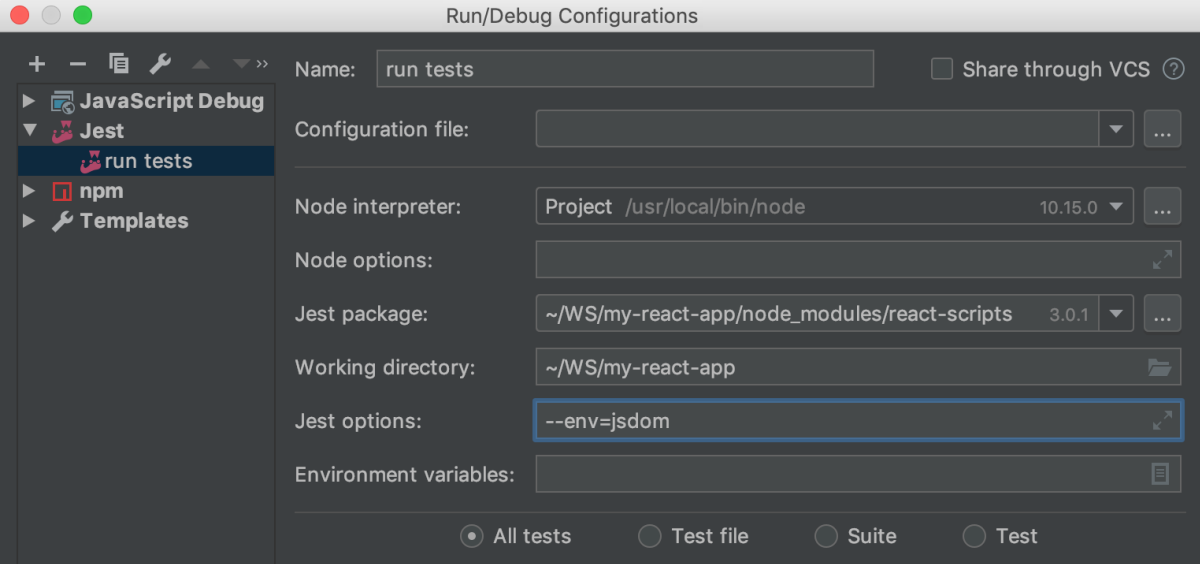 Run/Debug Configurations
JavaScript Debug
Jest
run tests
npm
Templates
Name: run tests Share through VCS ?
Configuration file: ...
Node interpreter: Project /usr/local/bin/node 10.15.0 ...
Node options:
Jest package: ~/WS/my-react-app/node_modules/react-scripts 3.0.1 ...
Working directory: ~/WS/my-react-app
Jest options: --env=jsdom
Environment variables:
All tests Test file Suite Test